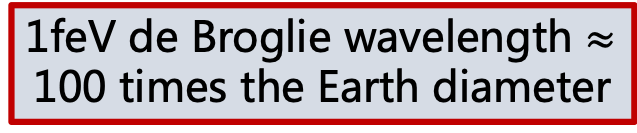 1feV de Broglie wavelength ≈
100 times the Earth diameter